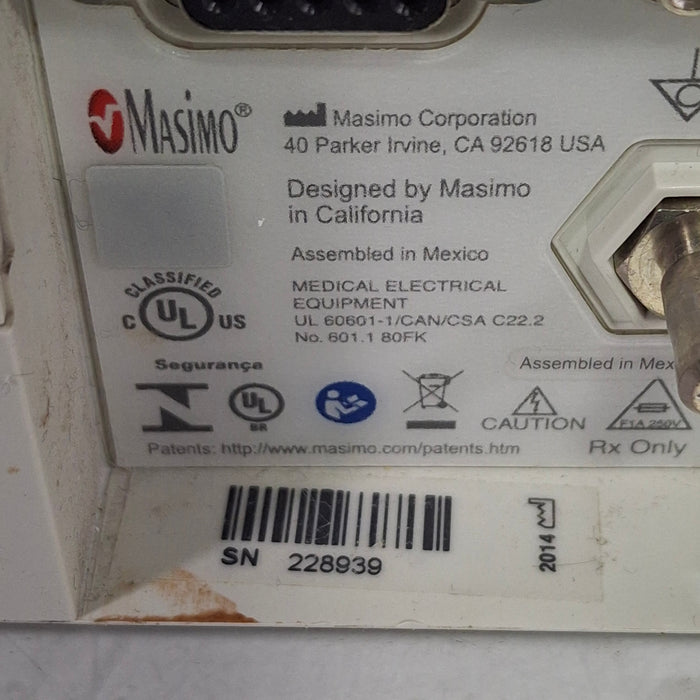 MASiMO®
Masimo Corporation
40 Parker Irvine, CA 92618 USA
Designed by Masimo
in California
Assembled in Mexico
CLASSIFIED
C UL US
MEDICAL ELECTRICAL
EQUIPMENT
UL 60601-1/CAN/CSA C22.2
No. 601.1 80FK
Segurança
UL
BR
Assembled in Mex
CAUTION
F1A 250V
Patents: http://www.masimo.com/patents.htm
Rx Only
SN 228939
2014